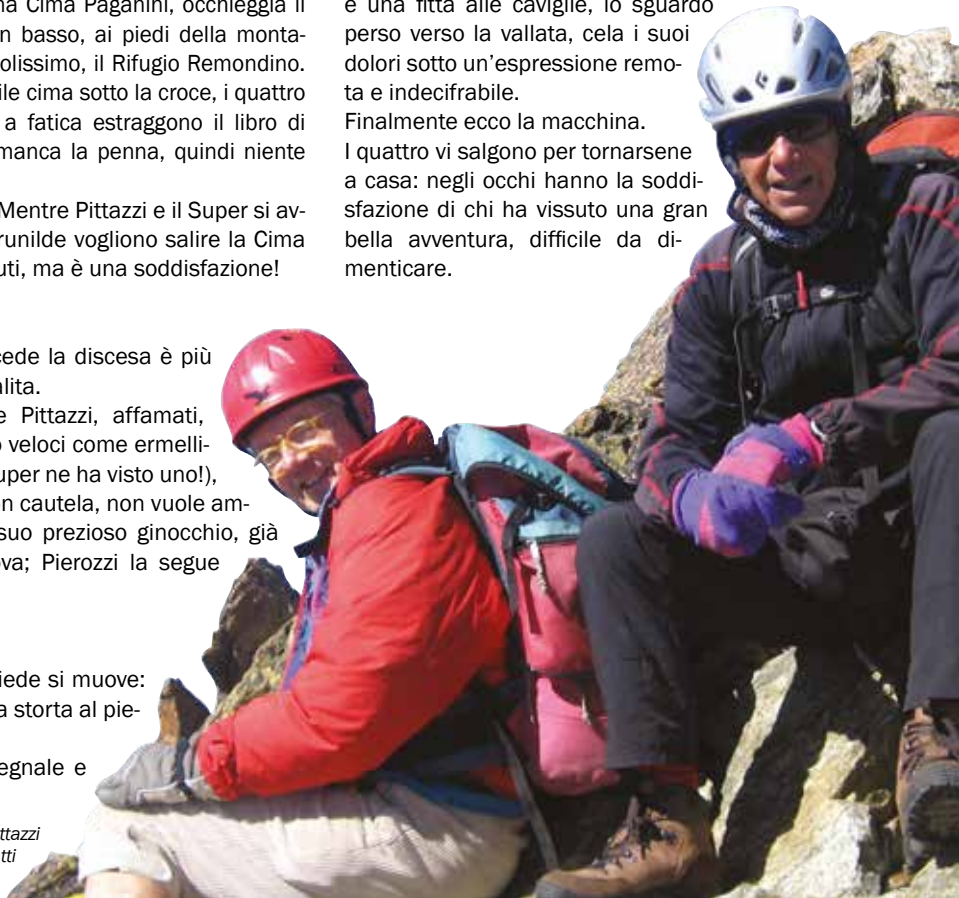 na Cima Paganini, occhieggia il
n basso, ai piedi della monta-
olissimo, il Rifugio Remondino.
ile cima sotto la croce, i quattro
a fatica estraggono il libro di
manca la penna, quindi niente
Mentre Pittazzi e il Super si av-
runilde vogliono salire la Cima
uti, ma è una soddisfazione!
cede la discesa è più
alita.
e Pittazzi, affamati,
o veloci come ermelli-
uper ne ha visto uno!),
on cautela, non vuole am-
suo prezioso ginocchio, già
va; Pierozzi la segue
iede si muove:
a storta al pie-
egnale e
ttazzi
tti
e una fitta alle caviglie, lo sguardo
perso verso la vallata, cela i suoi
dolori sotto un'espressione remo-
ta e indecifrabile.
Finalmente ecco la macchina.
I quattro vi salgono per tornarsene
a casa: negli occhi hanno la soddi-
sfazione di chi ha vissuto una gran
bella avventura, difficile da di-
menticare.